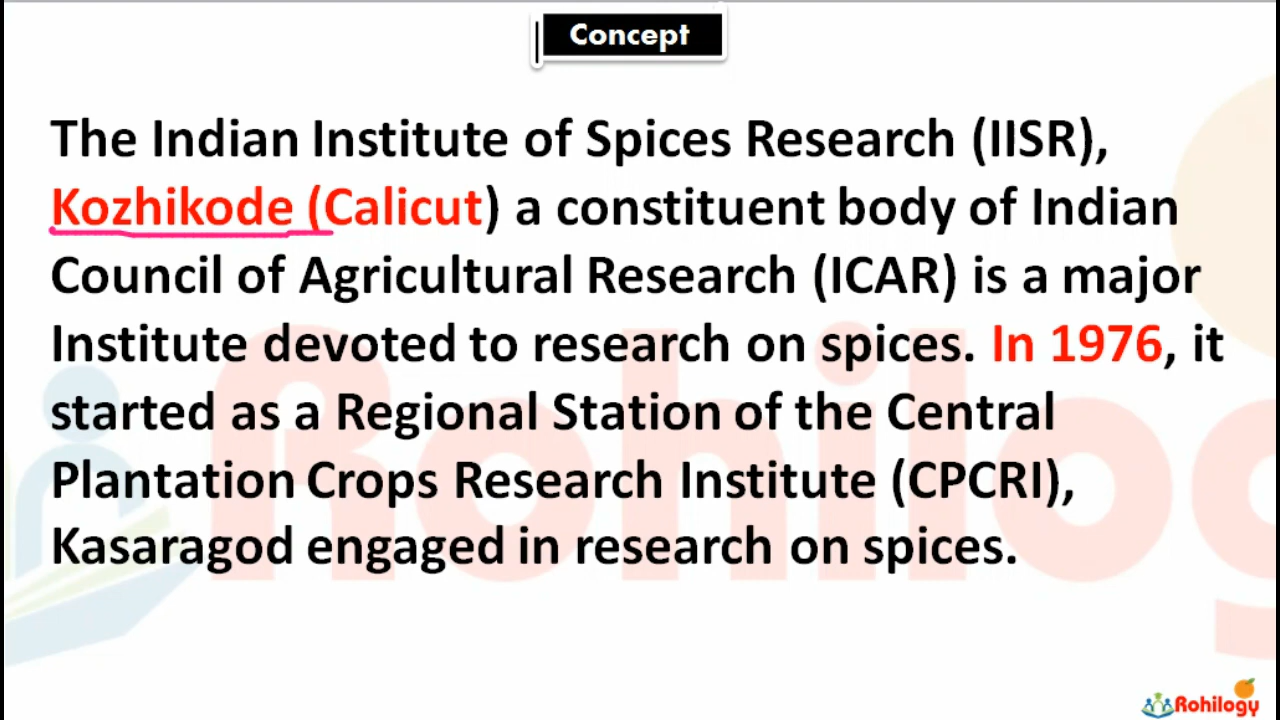 Concept
The Indian Institute of Spices Research (IISR),
Kozhikode (Calicut) a constituent body of Indian
Council of Agricultural Research (ICAR) is a major
Institute devoted to research on spices. In 1976, it
started as a Regional Station of the Central
Plantation Crops Research Institute (CPCRI),
Kasaragod engaged in research on spices.
Rohilog
Rohilogy